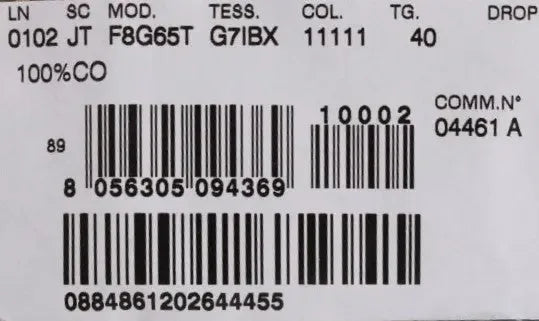 LN SC MOD. TESS. COL. TG. DROP
0102 JT F8G65T G7IBX 11111 40
100%CO
10002
COMM.N°
04461 A
89
8 056305 094369
0884861202644455